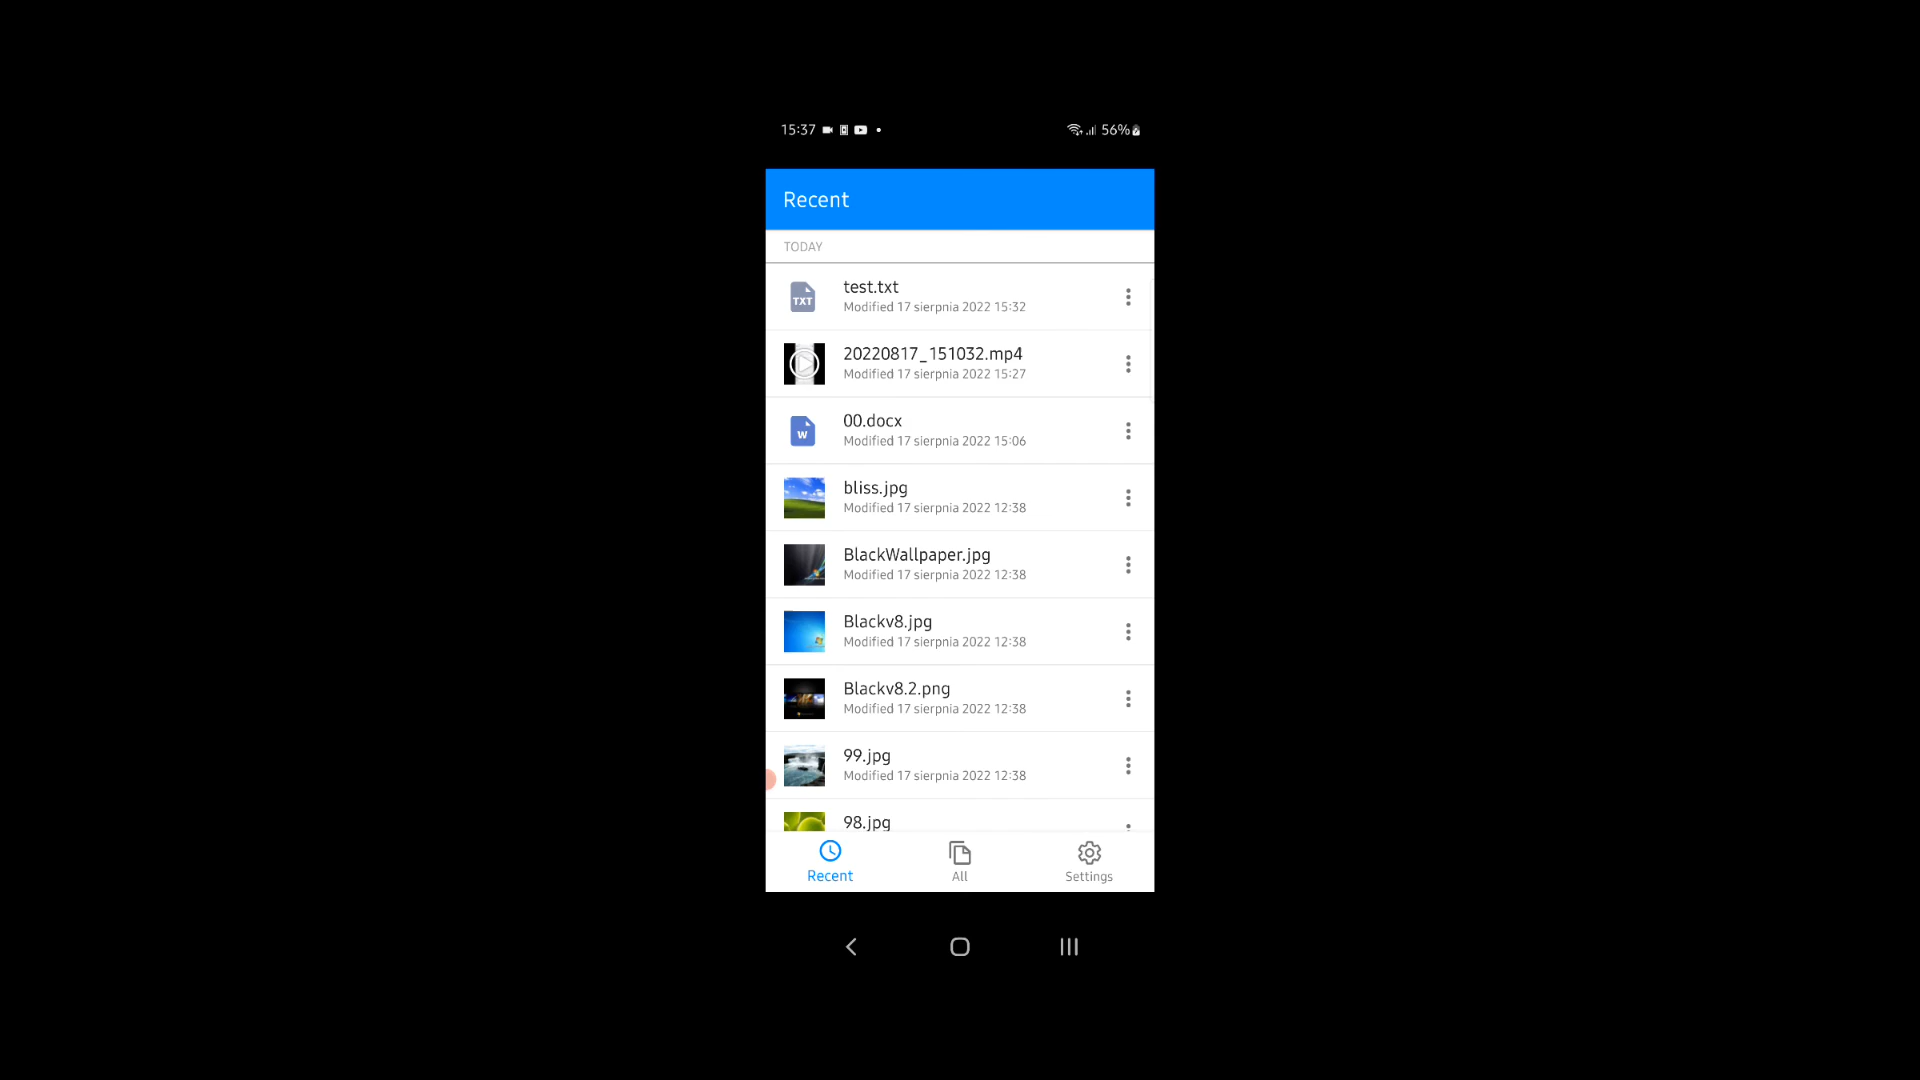 15:37
56%
Recent
TODAY
TXT
test.txt
Modified 17 sierpnia 2022 15:32
20220817_151032.mp4
Modified 17 sierpnia 2022 15:27
W
00.docx
Modified 17 sierpnia 2022 15:06
bliss.jpg
Modified 17 sierpnia 2022 12:38
BlackWallpaper.jpg
Modified 17 sierpnia 2022 12:38
Blackv8.jpg
Modified 17 sierpnia 2022 12:38
Blackv8.2.png
Modified 17 sierpnia 2022 12:38
99.jpg
Modified 17 sierpnia 2022 12:38
98.jpg
Recent
All
Settings